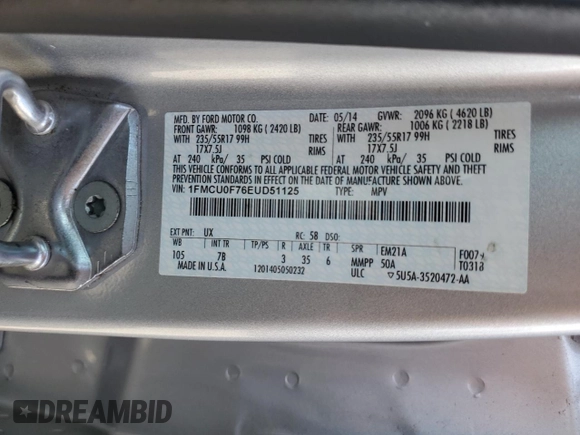 MFD. BY FORD MOTOR CO.
DATE: 05/14 GVWR: 2096 KG ( 4620 LB)
FRONT GAWR: 1098 KG ( 2420 LB) REAR GAWR: 1006 KG ( 2218 LB)
WITH TIRES WITH TIRES
235/55R17 99H 235/55R17 99H
17X7.5J RIMS 17X7.5J RIMS
AT 240 kPa/ 35 PSI COLD AT 240 kPa/ 35 PSI COLD
THIS VEHICLE CONFORMS TO ALL APPLICABLE FEDERAL MOTOR VEHICLE SAFETY, BUMPER, AND THEFT PREVENTION STANDARDS IN EFFECT ON THE DATE OF MANUFACTURE SHOWN ABOVE.
VIN: 1FMCU0F76EUD51125 TYPE: MPV
EXT PNT: UX RC: 58 DSO:
WB INT TR TP/PS R AXLE TR SPR EM21A
105 7B 3 35 6 MMPP 50A T0318
MADE IN U.S.A. 1201405050232 ULC 5U5A-3520472-AA
DREAMBID